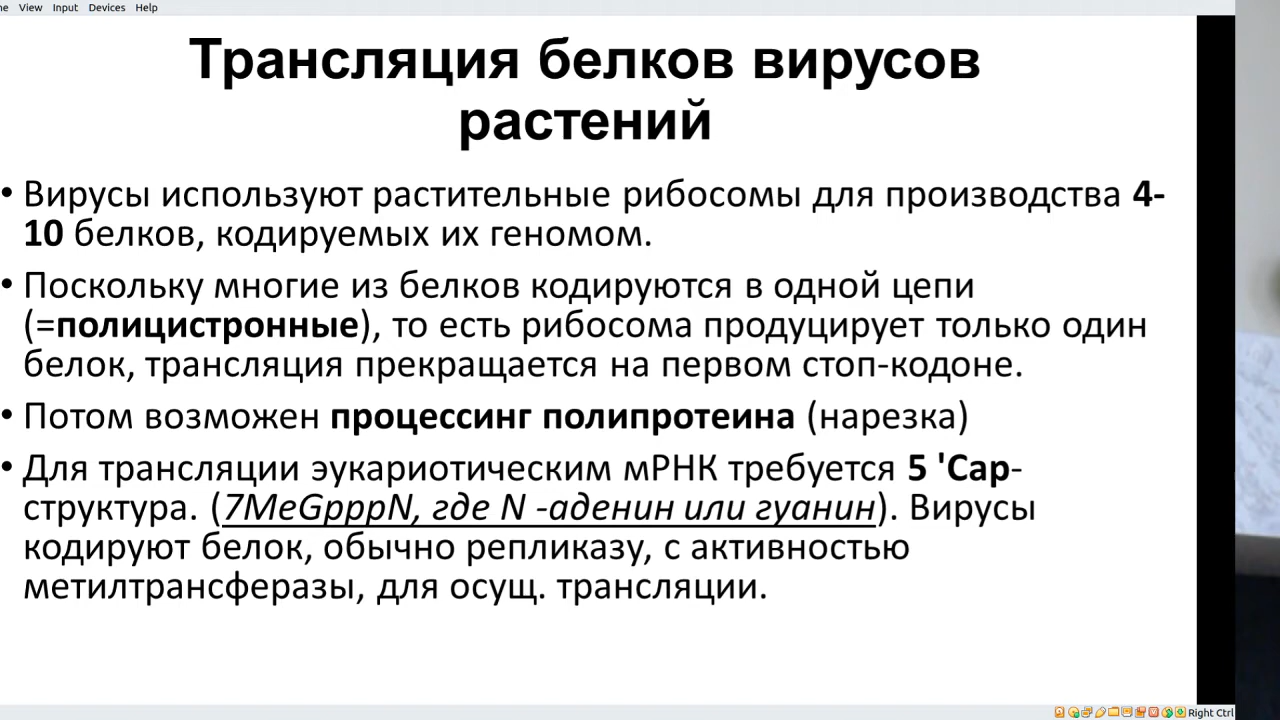 View Input Devices Help
Трансляция белков вирусов
растений
• Вирусы используют растительные рибосомы для производства 4-
10 белков, кодируемых их геномом.
• Поскольку многие из белков кодируются в одной цепи
(=полицистронные), то есть рибосома продуцирует только один
белок, трансляция прекращается на первом стоп-кодоне.
• Потом возможен процессинг полипротеина (нарезка)
• Для трансляции эукариотическим мРНК требуется 5 'Cap-
структура. (7MeGpppN, где N -аденин или гуанин). Вирусы
кодируют белок, обычно репликазу, с активностью
метилтрансферазы, для осущ. трансляции.
Right Ctrl